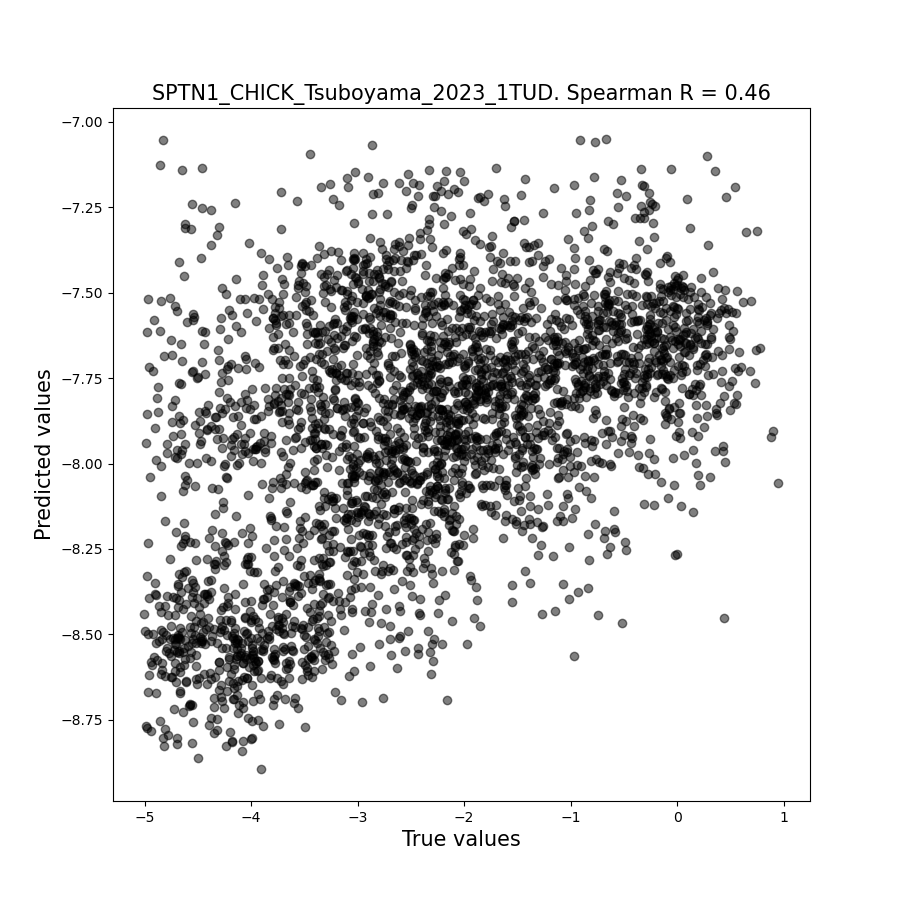 SPTN1_CHICK_Tsuboyama_2023_1TUD. Spearman R = 0.46
−7.00
−7.25
−7.50
−7.75
−8.00
−8.25
−8.50
−8.75
Predicted values
−5 −4 −3 −2 −1 0 1
True values